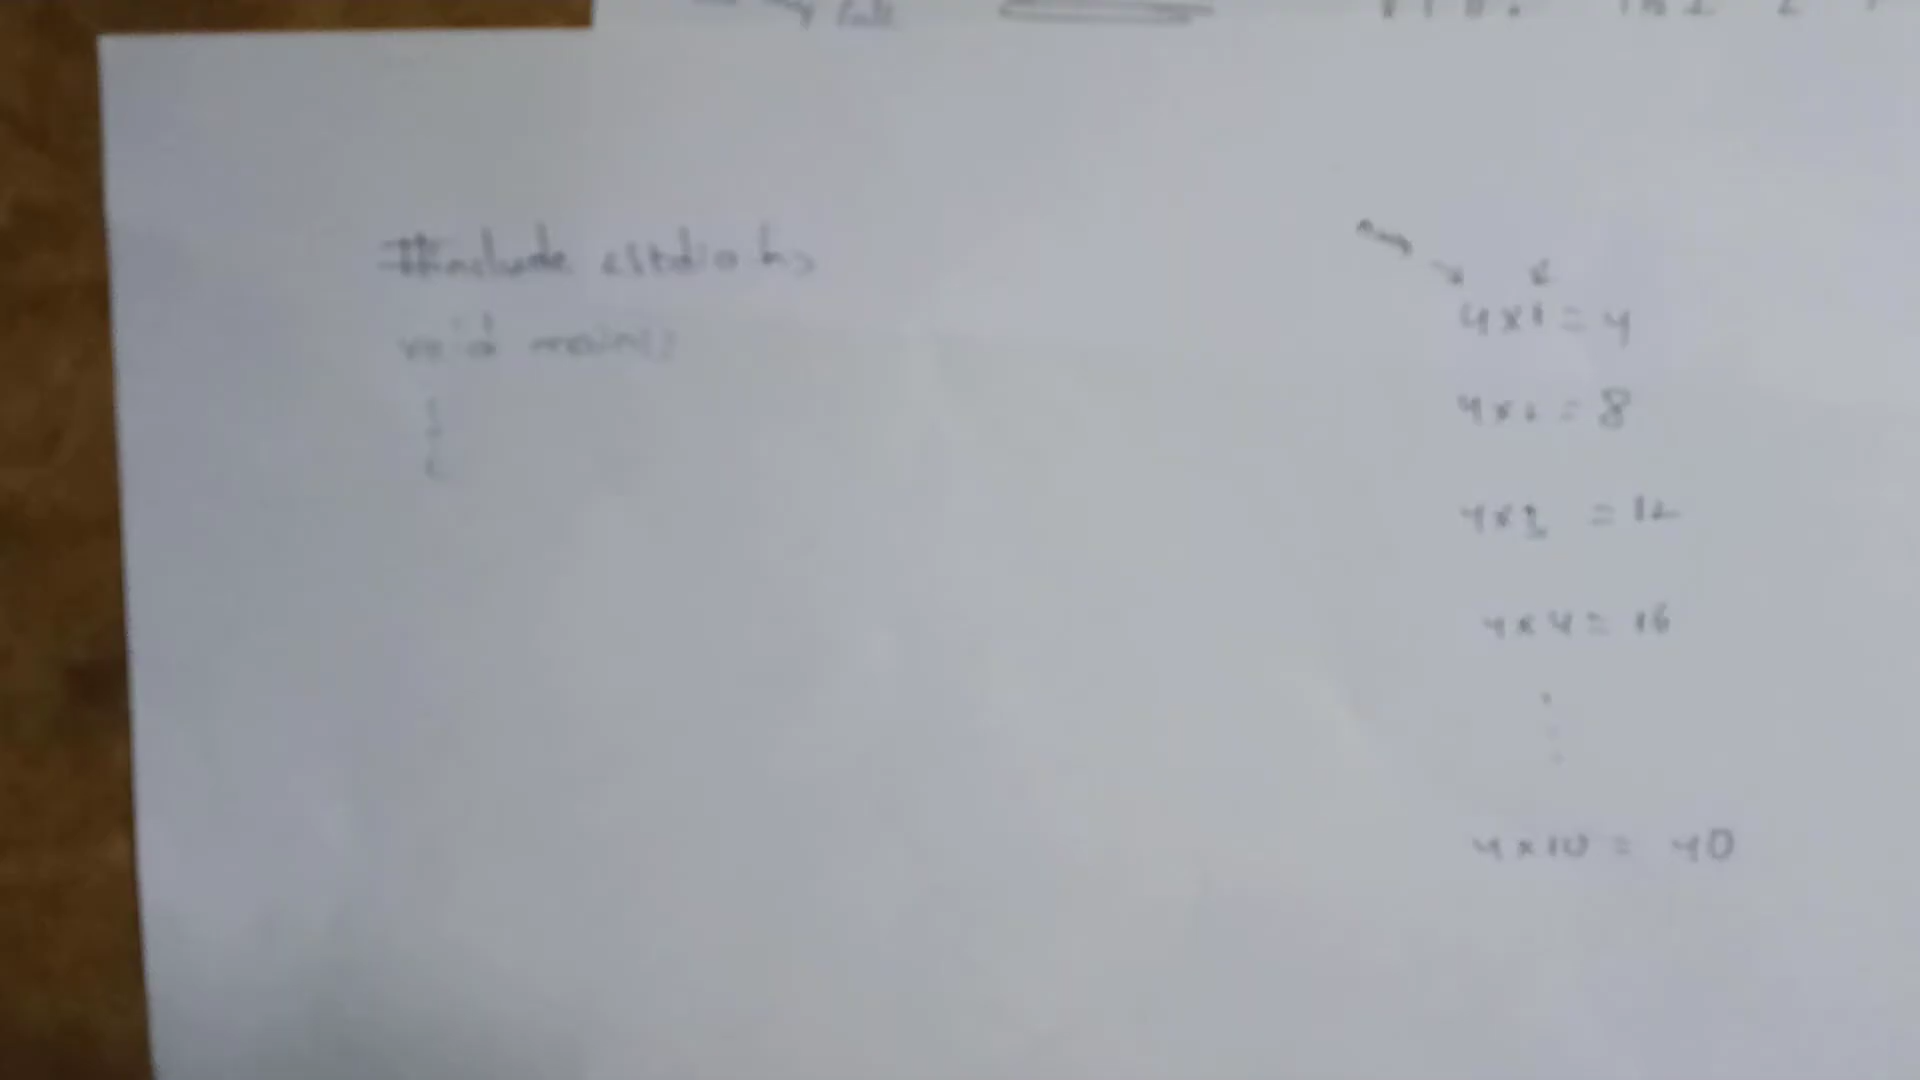 #include <stdio.h>
void main()
{
4x1=4
4x2=8
4x3=12
4x4=16
4x10=40